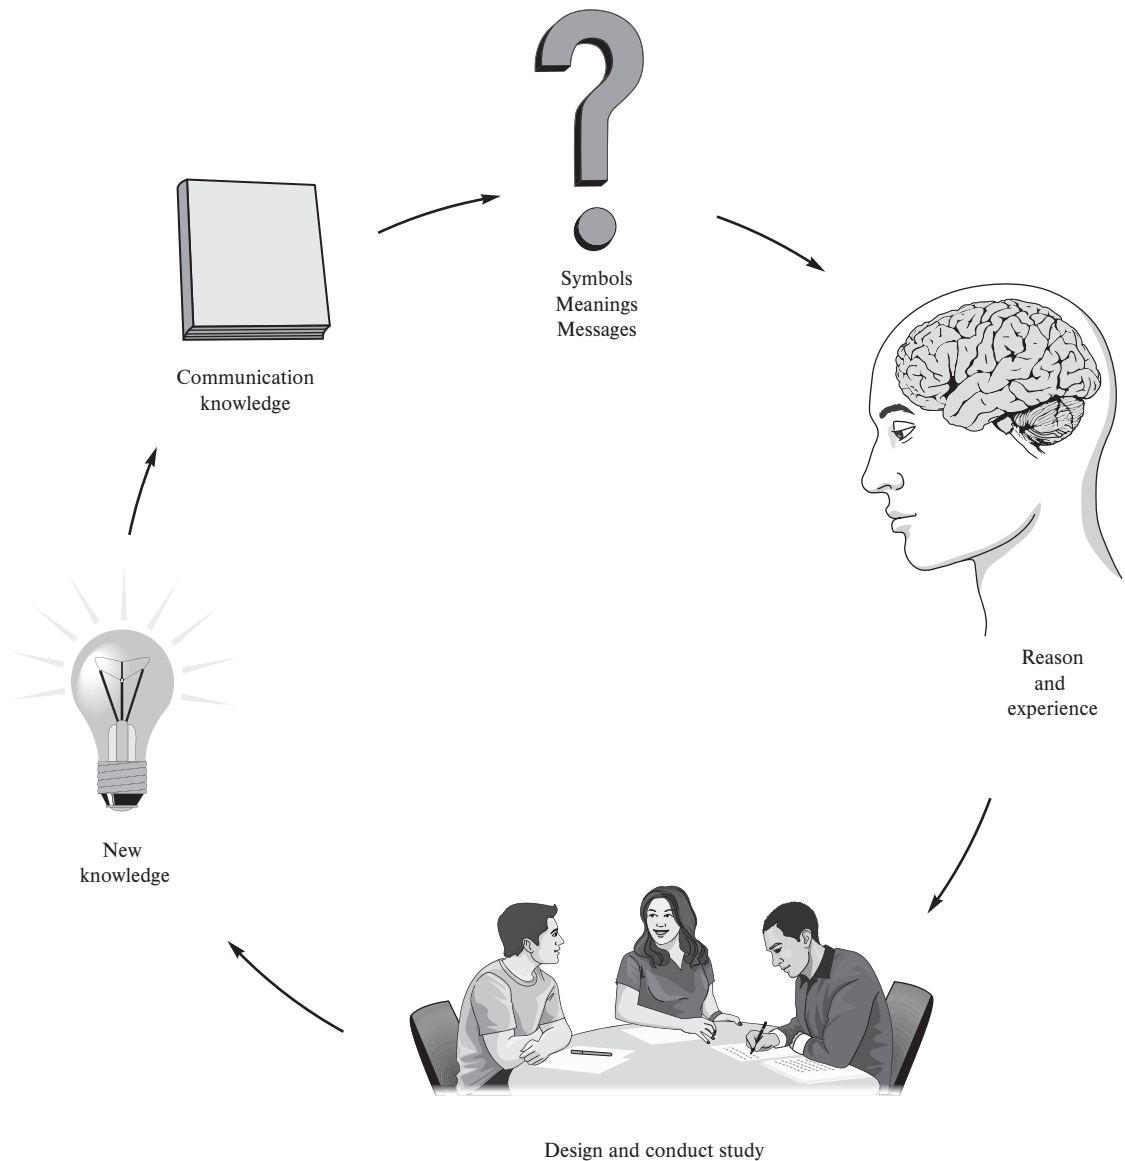 Symbols
Meanings
Messages
Communication
knowledge
Reason
and
experience
New
knowledge
Design and conduct study